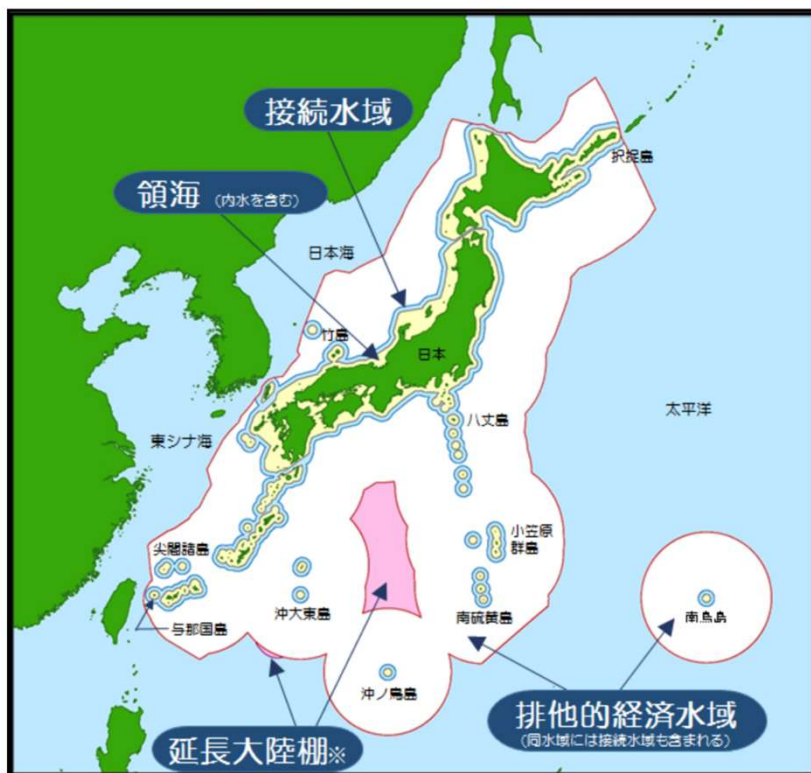 接続水域
択捉島
領海 (内水を含む)
日本海
竹島
日本
八丈島
太平洋
東シナ海
小笠原
群島
尖閣諸島
沖大東島
南硫黄島
南鳥島
与那国島
沖ノ鳥島
排他的経済水域
(同水域には接続水域も含まれる)
延長大陸棚※